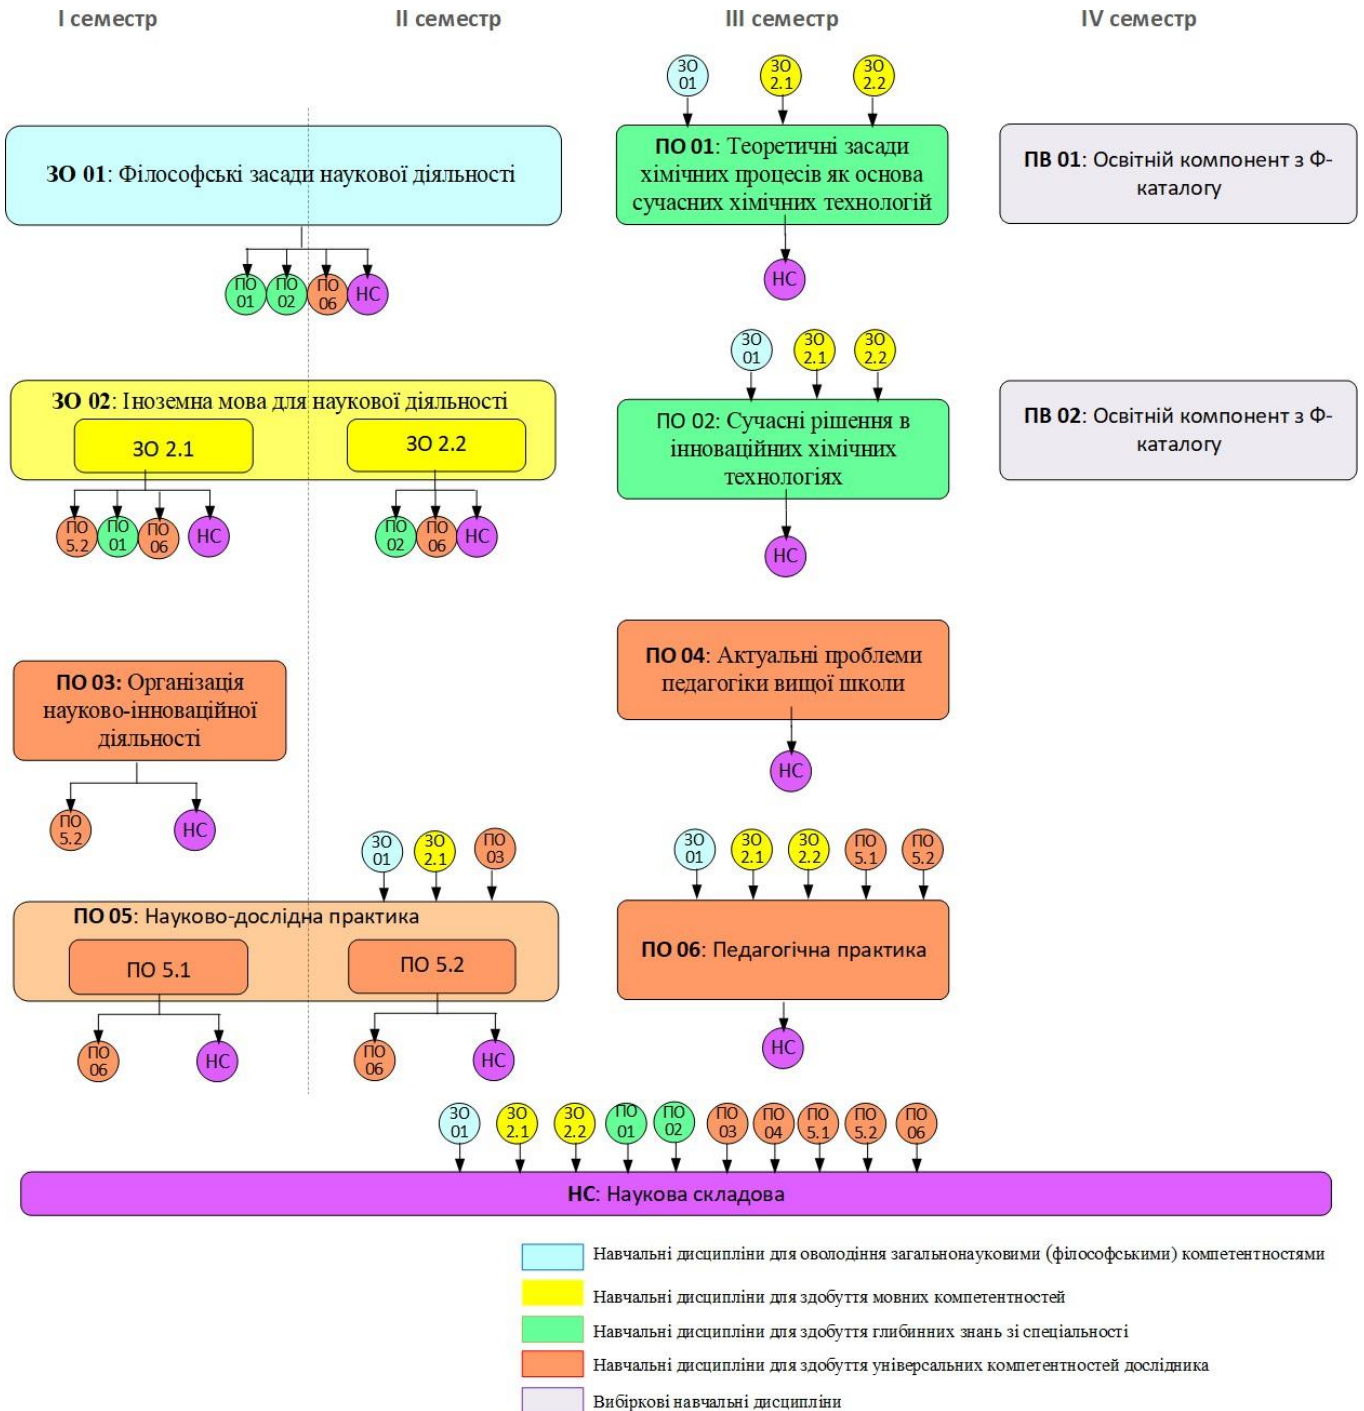 І семестр
ІІ семестр
ІІІ семестр
IV семестр
ЗО
01
ЗО
2.1
ЗО
2.2
ЗО 01: Філософські засади наукової діяльності
ПО 01: Теоретичні засади
хімічних процесів як основа
сучасних хімічних технологій
ПВ 01: Освітній компонент з Ф-
каталогу
ПО
01
ПО
02
ПО
06
НС
НС
ЗО
01
ЗО
2.1
ЗО
2.2
ЗО 02: Іноземна мова для наукової діяльності
ЗО 2.1
ЗО 2.2
ПО 02: Сучасні рішення в
інноваційних хімічних
технологіях
ПВ 02: Освітній компонент з Ф-
каталогу
ПО
5.2
ПО
01
ПО
06
НС
ПО
02
ПО
06
НС
НС
ПО 03: Організація
науково-інноваційної
діяльності
ПО 04: Актуальні проблеми
педагогіки вищої школи
НС
ПО
5.2
НС
ЗО
01
ЗО
2.1
ПО
03
ЗО
01
ЗО
2.1
ЗО
2.2
ПО
5.1
ПО
5.2
ПО 05: Науково-дослідна практика
ПО 5.1
ПО 5.2
ПО 06: Педагогічна практика
ПО
06
НС
ПО
06
НС
НС
ЗО
01
ЗО
2.1
ЗО
2.2
ПО
01
ПО
02
ПО
03
ПО
04
ПО
5.1
ПО
5.2
ПО
06
НС: Наукова складова
Навчальні дисципліни для оволодіння загальнонауковими (філософськими) компетентностями
Навчальні дисципліни для здобуття мовних компетентностей
Навчальні дисципліни для здобуття глибинних знань зі спеціальності
Навчальні дисципліни для здобуття універсальних компетентностей дослідника
Вибіркові навчальні дисципліни